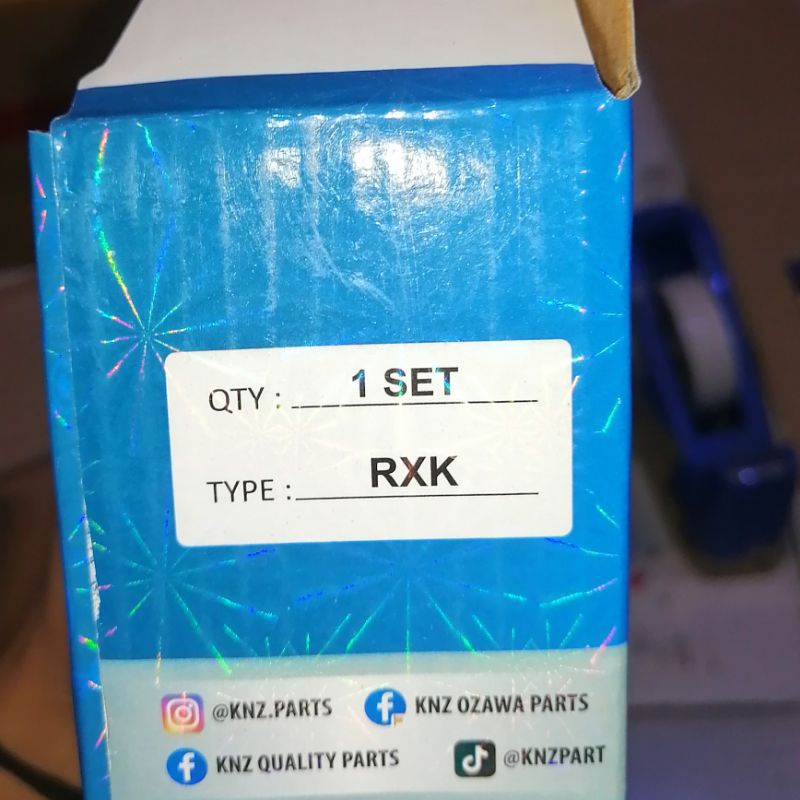 QTY : 1 SET
TYPE : RXK
@KNZ.PARTS KNZ OZAWA PARTS
KNZ QUALITY PARTS @KNZPART